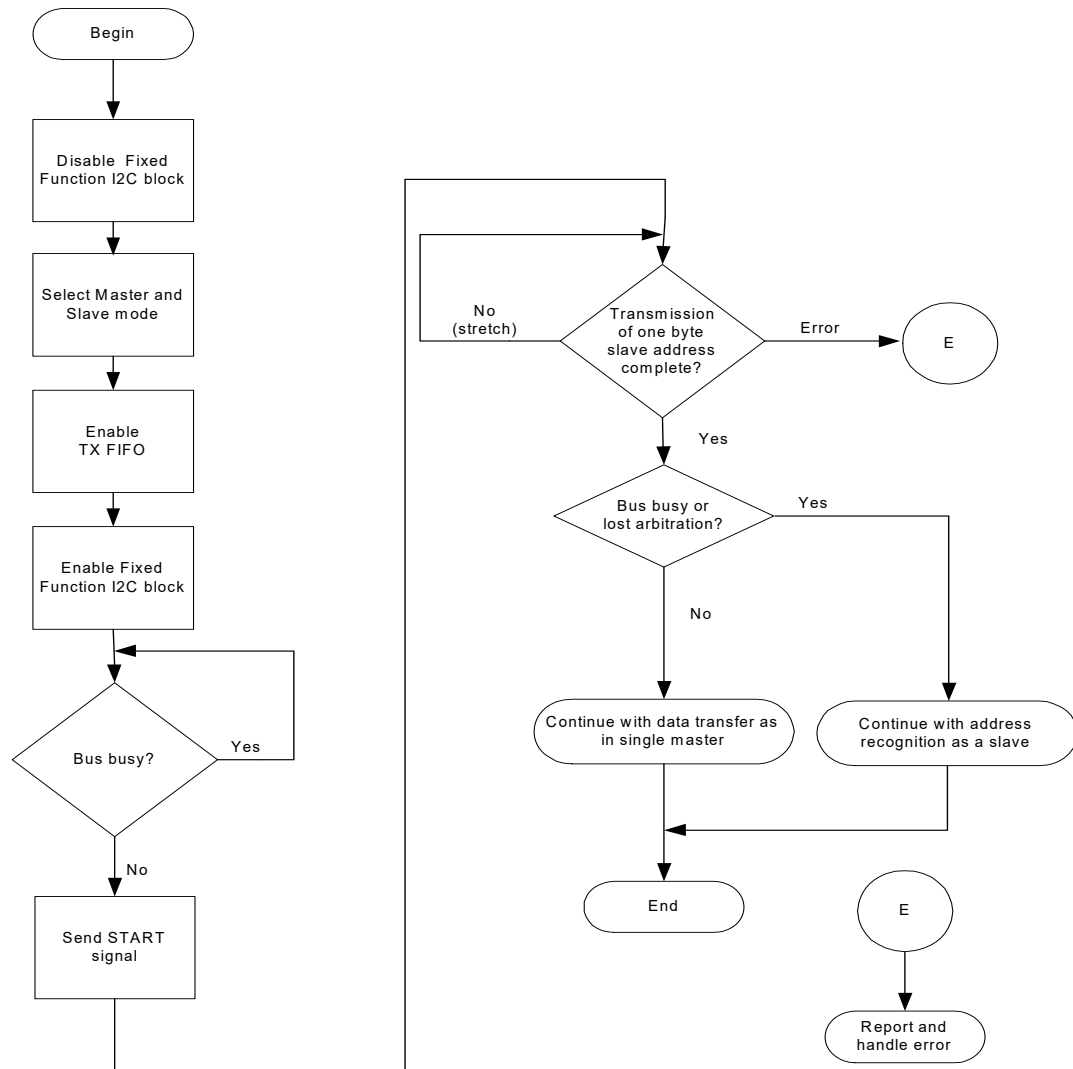 Begin
Disable Fixed
Function I2C block
Select Master and
Slave mode
Enable
TX FIFO
Enable Fixed
Function I2C block
Bus busy?
Yes
No
Send START
signal
No
(stretch)
Transmission
of one byte
slave address
complete?
Error
E
Yes
Bus busy or
lost arbitration?
Yes
No
Continue with data transfer as
in single master
Continue with address
recognition as a slave
End
E
Report and
handle error